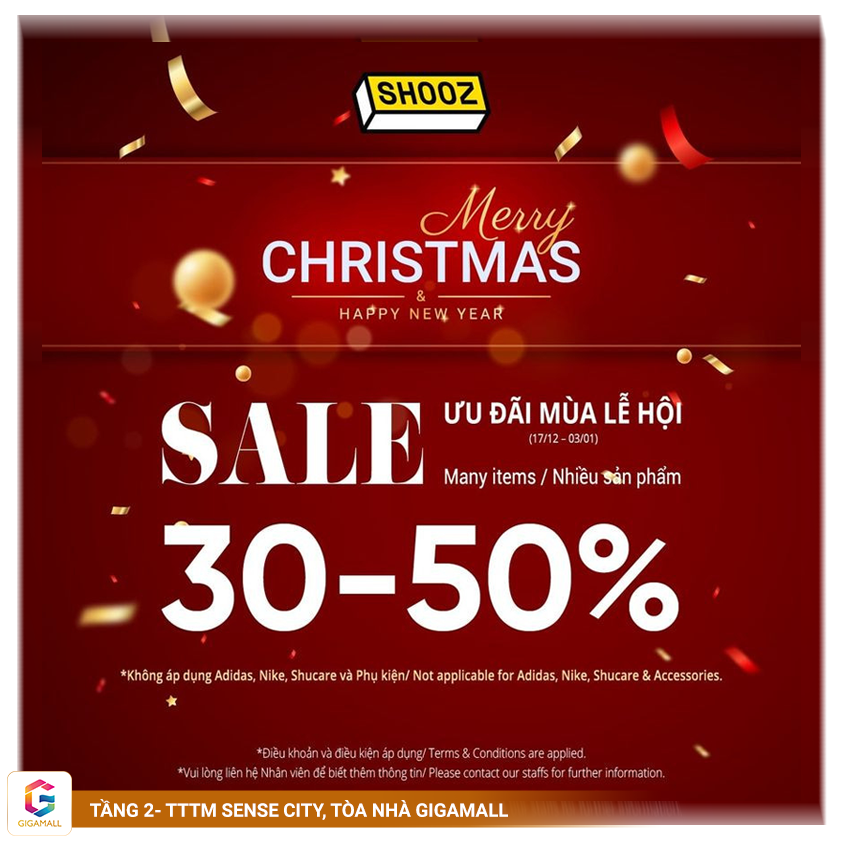 SHOOZ
Merry
CHRISTMAS
&
HAPPY NEW YEAR
SALE
ƯU ĐÃI MÙA LỄ HỘI
(17/12 – 03/01)
Many items / Nhiều sản phẩm
30–50%
*Không áp dụng Adidas, Nike, Shucare và Phụ kiện/ Not applicable for Adidas, Nike, Shucare & Accessories.
*Điều khoản và điều kiện áp dụng/ Terms & Conditions are applied.
*Vui lòng liên hệ Nhân viên để biết thêm thông tin/ Please contact our staffs for further information.
GIGAMALL
TẦNG 2- TTTM SENSE CITY, TÒA NHÀ GIGAMALL